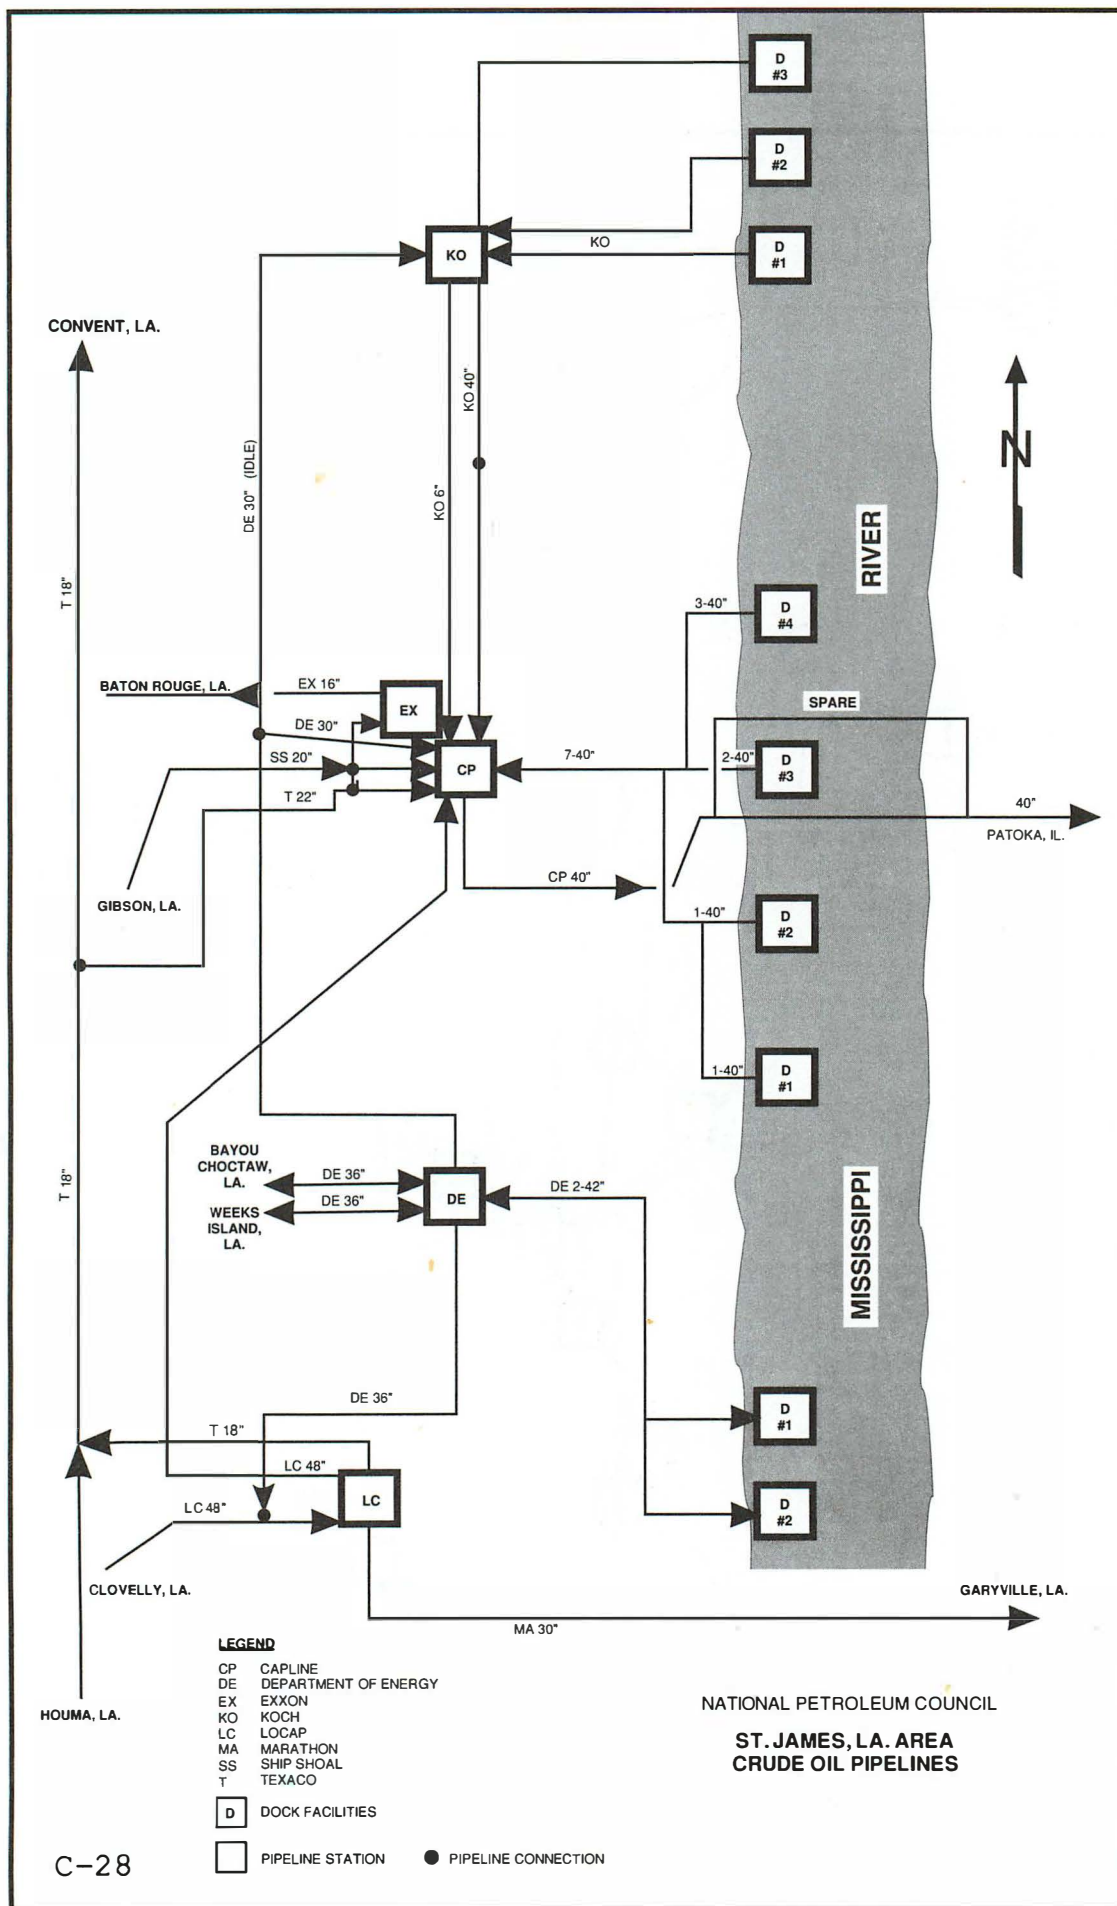 D
#3
D
#2
KO
D
#1
KO
CONVENT, LA.
KO 40"
DE 30" (IDLE)
KO 6"
N
RIVER
T 18"
3-40"
D
#4
BATON ROUGE, LA.
EX 16"
EX
SPARE
DE 30"
SS 20"
CP
7-40"
2-40"
D
#3
T 22"
40"
PATOKA, IL.
CP 40"
GIBSON, LA.
1-40"
D
#2
1-40"
D
#1
BAYOU
CHOCTAW,
LA.
DE 36"
T 18"
DE 36"
DE
DE 2-42"
WEEKS
ISLAND,
LA.
MISSISSIPPI
DE 36"
D
#1
T 18"
LC 48"
LC
LC 48"
D
#2
CLOVELLY, LA.
GARYVILLE, LA.
MA 30"
LEGEND
CP CAPLINE
DE DEPARTMENT OF ENERGY
EX EXXON
KO KOCH
LC LOCAP
MA MARATHON
SS SHIP SHOAL
T TEXACO
D DOCK FACILITIES
PIPELINE STATION
PIPELINE CONNECTION
HOUMA, LA.
NATIONAL PETROLEUM COUNCIL
ST. JAMES, LA. AREA
CRUDE OIL PIPELINES
C-28